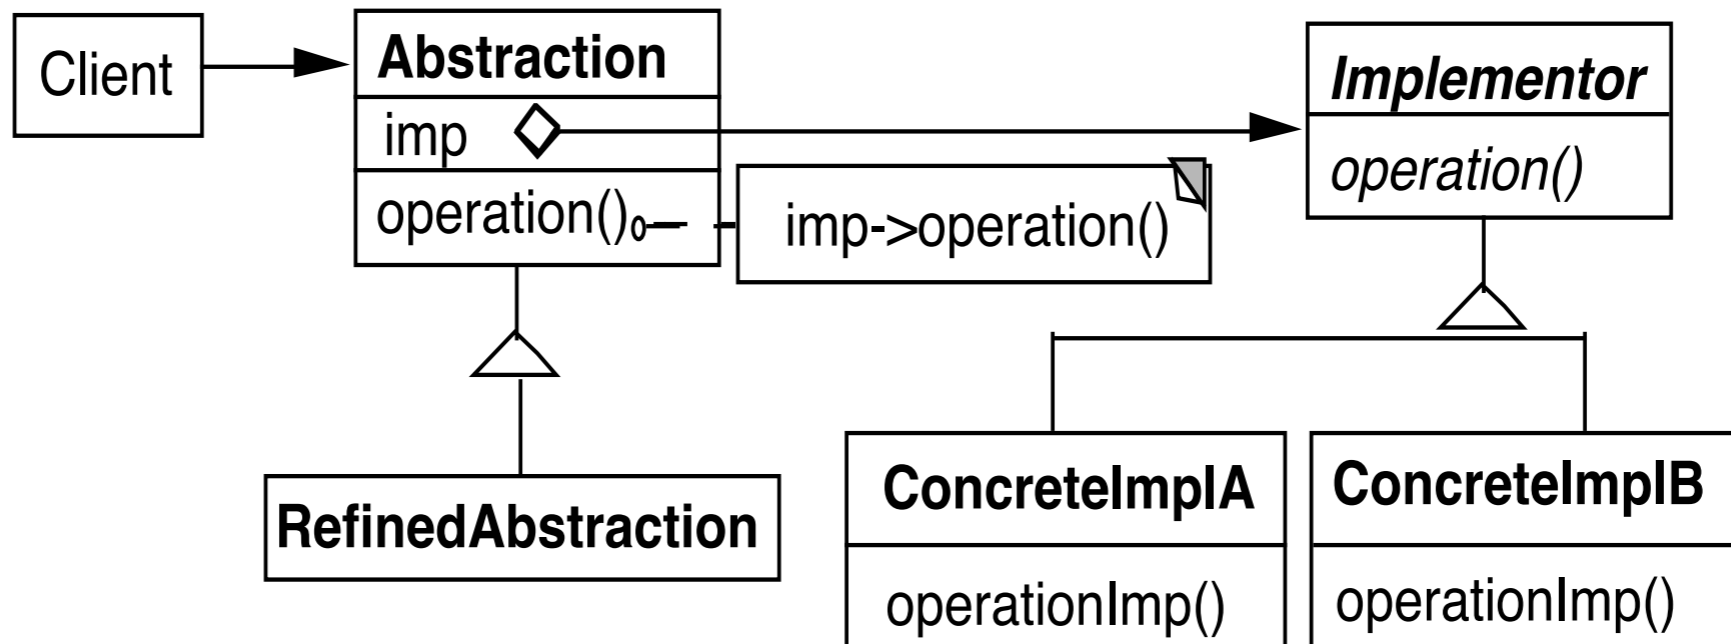 Client
Abstraction
imp
operation()
imp->operation()
Implementor
operation()
RefinedAbstraction
ConcreteImplA
operationImp()
ConcreteImplB
operationImp()